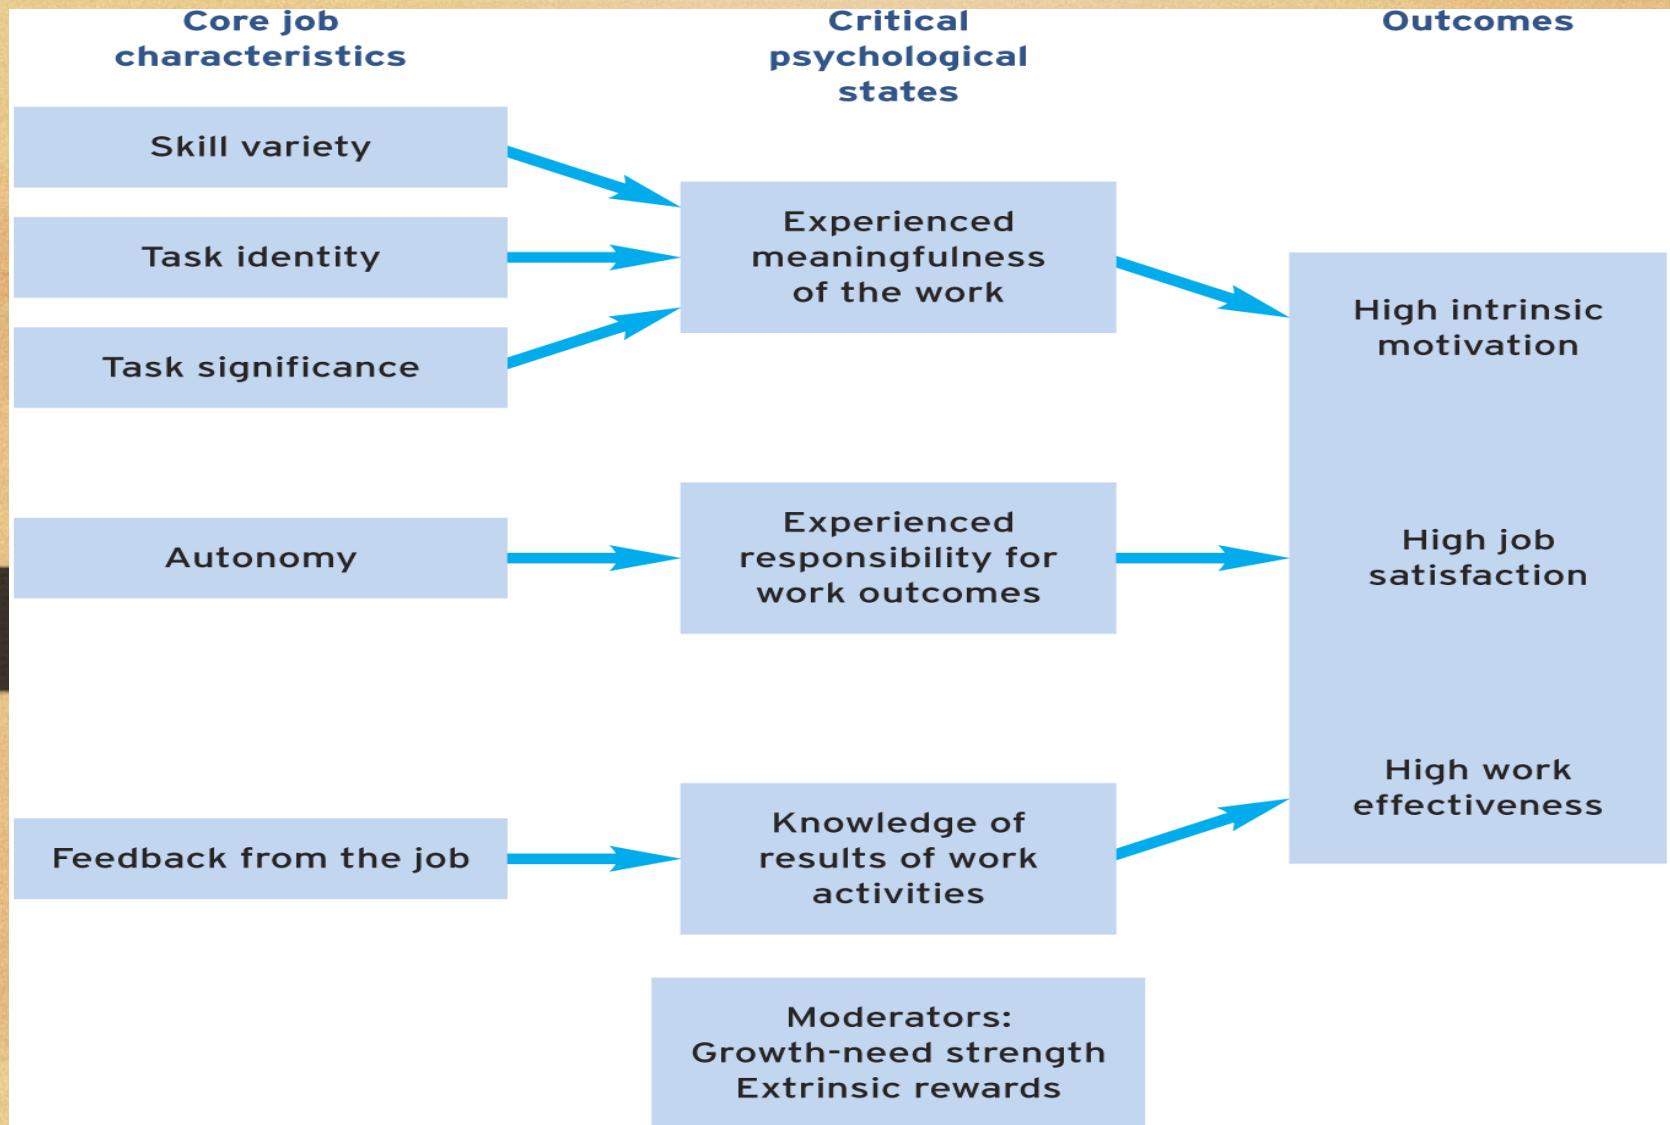 Core job
characteristics
Critical
psychological
states
Outcomes
Skill variety
Task identity
Task significance
Experienced
meaningfulness
of the work
High intrinsic
motivation
Autonomy
Experienced
responsibility for
work outcomes
High job
satisfaction
Feedback from the job
Knowledge of
results of work
activities
High work
effectiveness
Moderators:
Growth-need strength
Extrinsic rewards